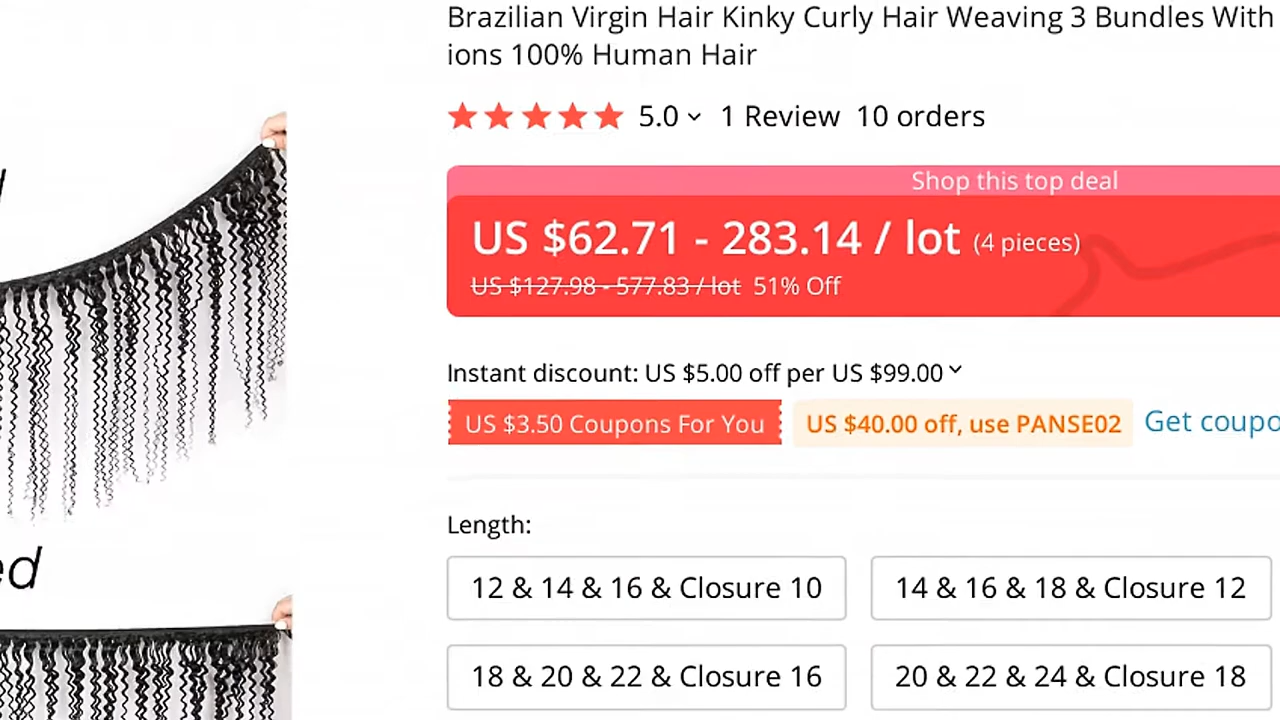 Brazilian Virgin Hair Kinky Curly Hair Weaving 3 Bundles With
ions 100% Human Hair
5.0 1 Review 10 orders
Shop this top deal
US $62.71 - 283.14 / lot (4 pieces)
US $127.98 - 577.83 / lot 51% Off
Instant discount: US $5.00 off per US $99.00
US $3.50 Coupons For You US $40.00 off, use PANSE02 Get coupo
Length:
12 & 14 & 16 & Closure 10
14 & 16 & 18 & Closure 12
18 & 20 & 22 & Closure 16
20 & 22 & 24 & Closure 18
ed